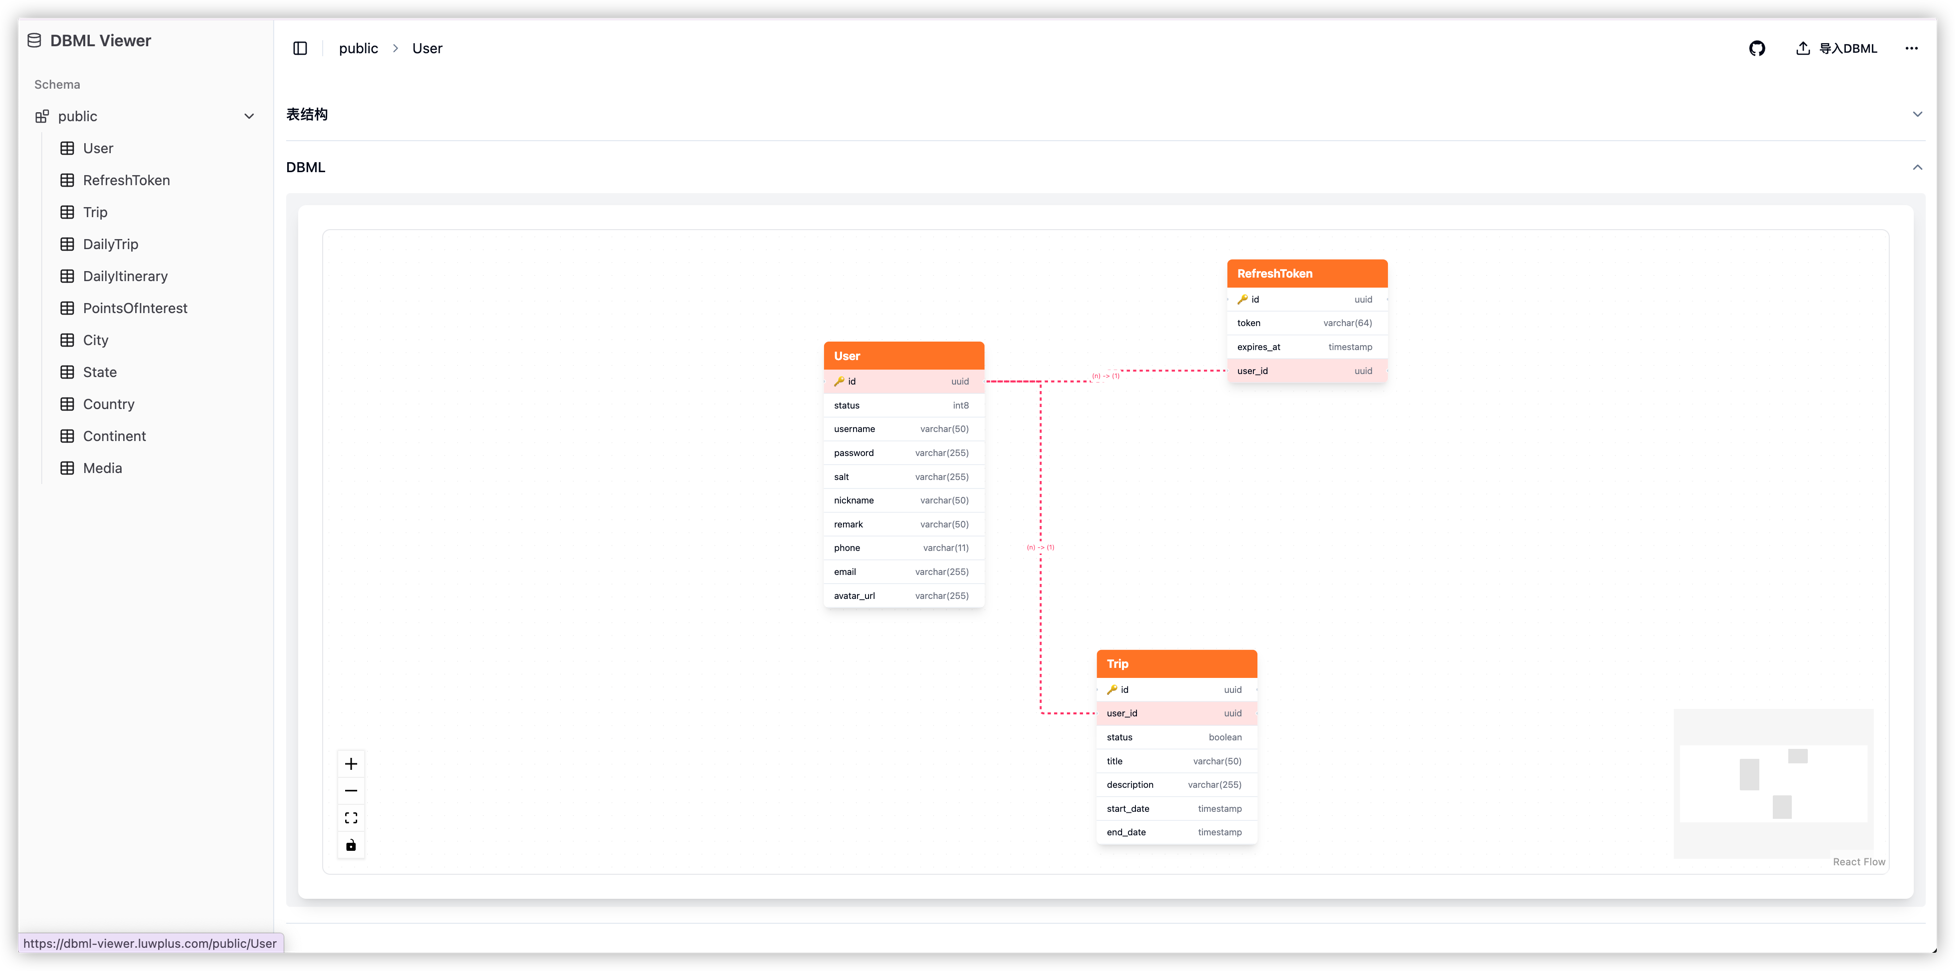 DBML Viewer
Schema
public
User
RefreshToken
Trip
DailyTrip
DailyItinerary
PointsOfInterest
City
State
Country
Continent
Media
public > User
导入DBML
表结构
DBML
RefreshToken
id uuid
token varchar(64)
expires_at timestamp
user_id uuid
User
id uuid
status int8
username varchar(50)
password varchar(255)
salt varchar(255)
nickname varchar(50)
remark varchar(50)
phone varchar(11)
email varchar(255)
avatar_url varchar(255)
(n) -> (1)
(n) -> (1)
Trip
id uuid
user_id uuid
status boolean
title varchar(50)
description varchar(255)
start_date timestamp
end_date timestamp
React Flow
https://dbml-viewer.luwplus.com/public/User